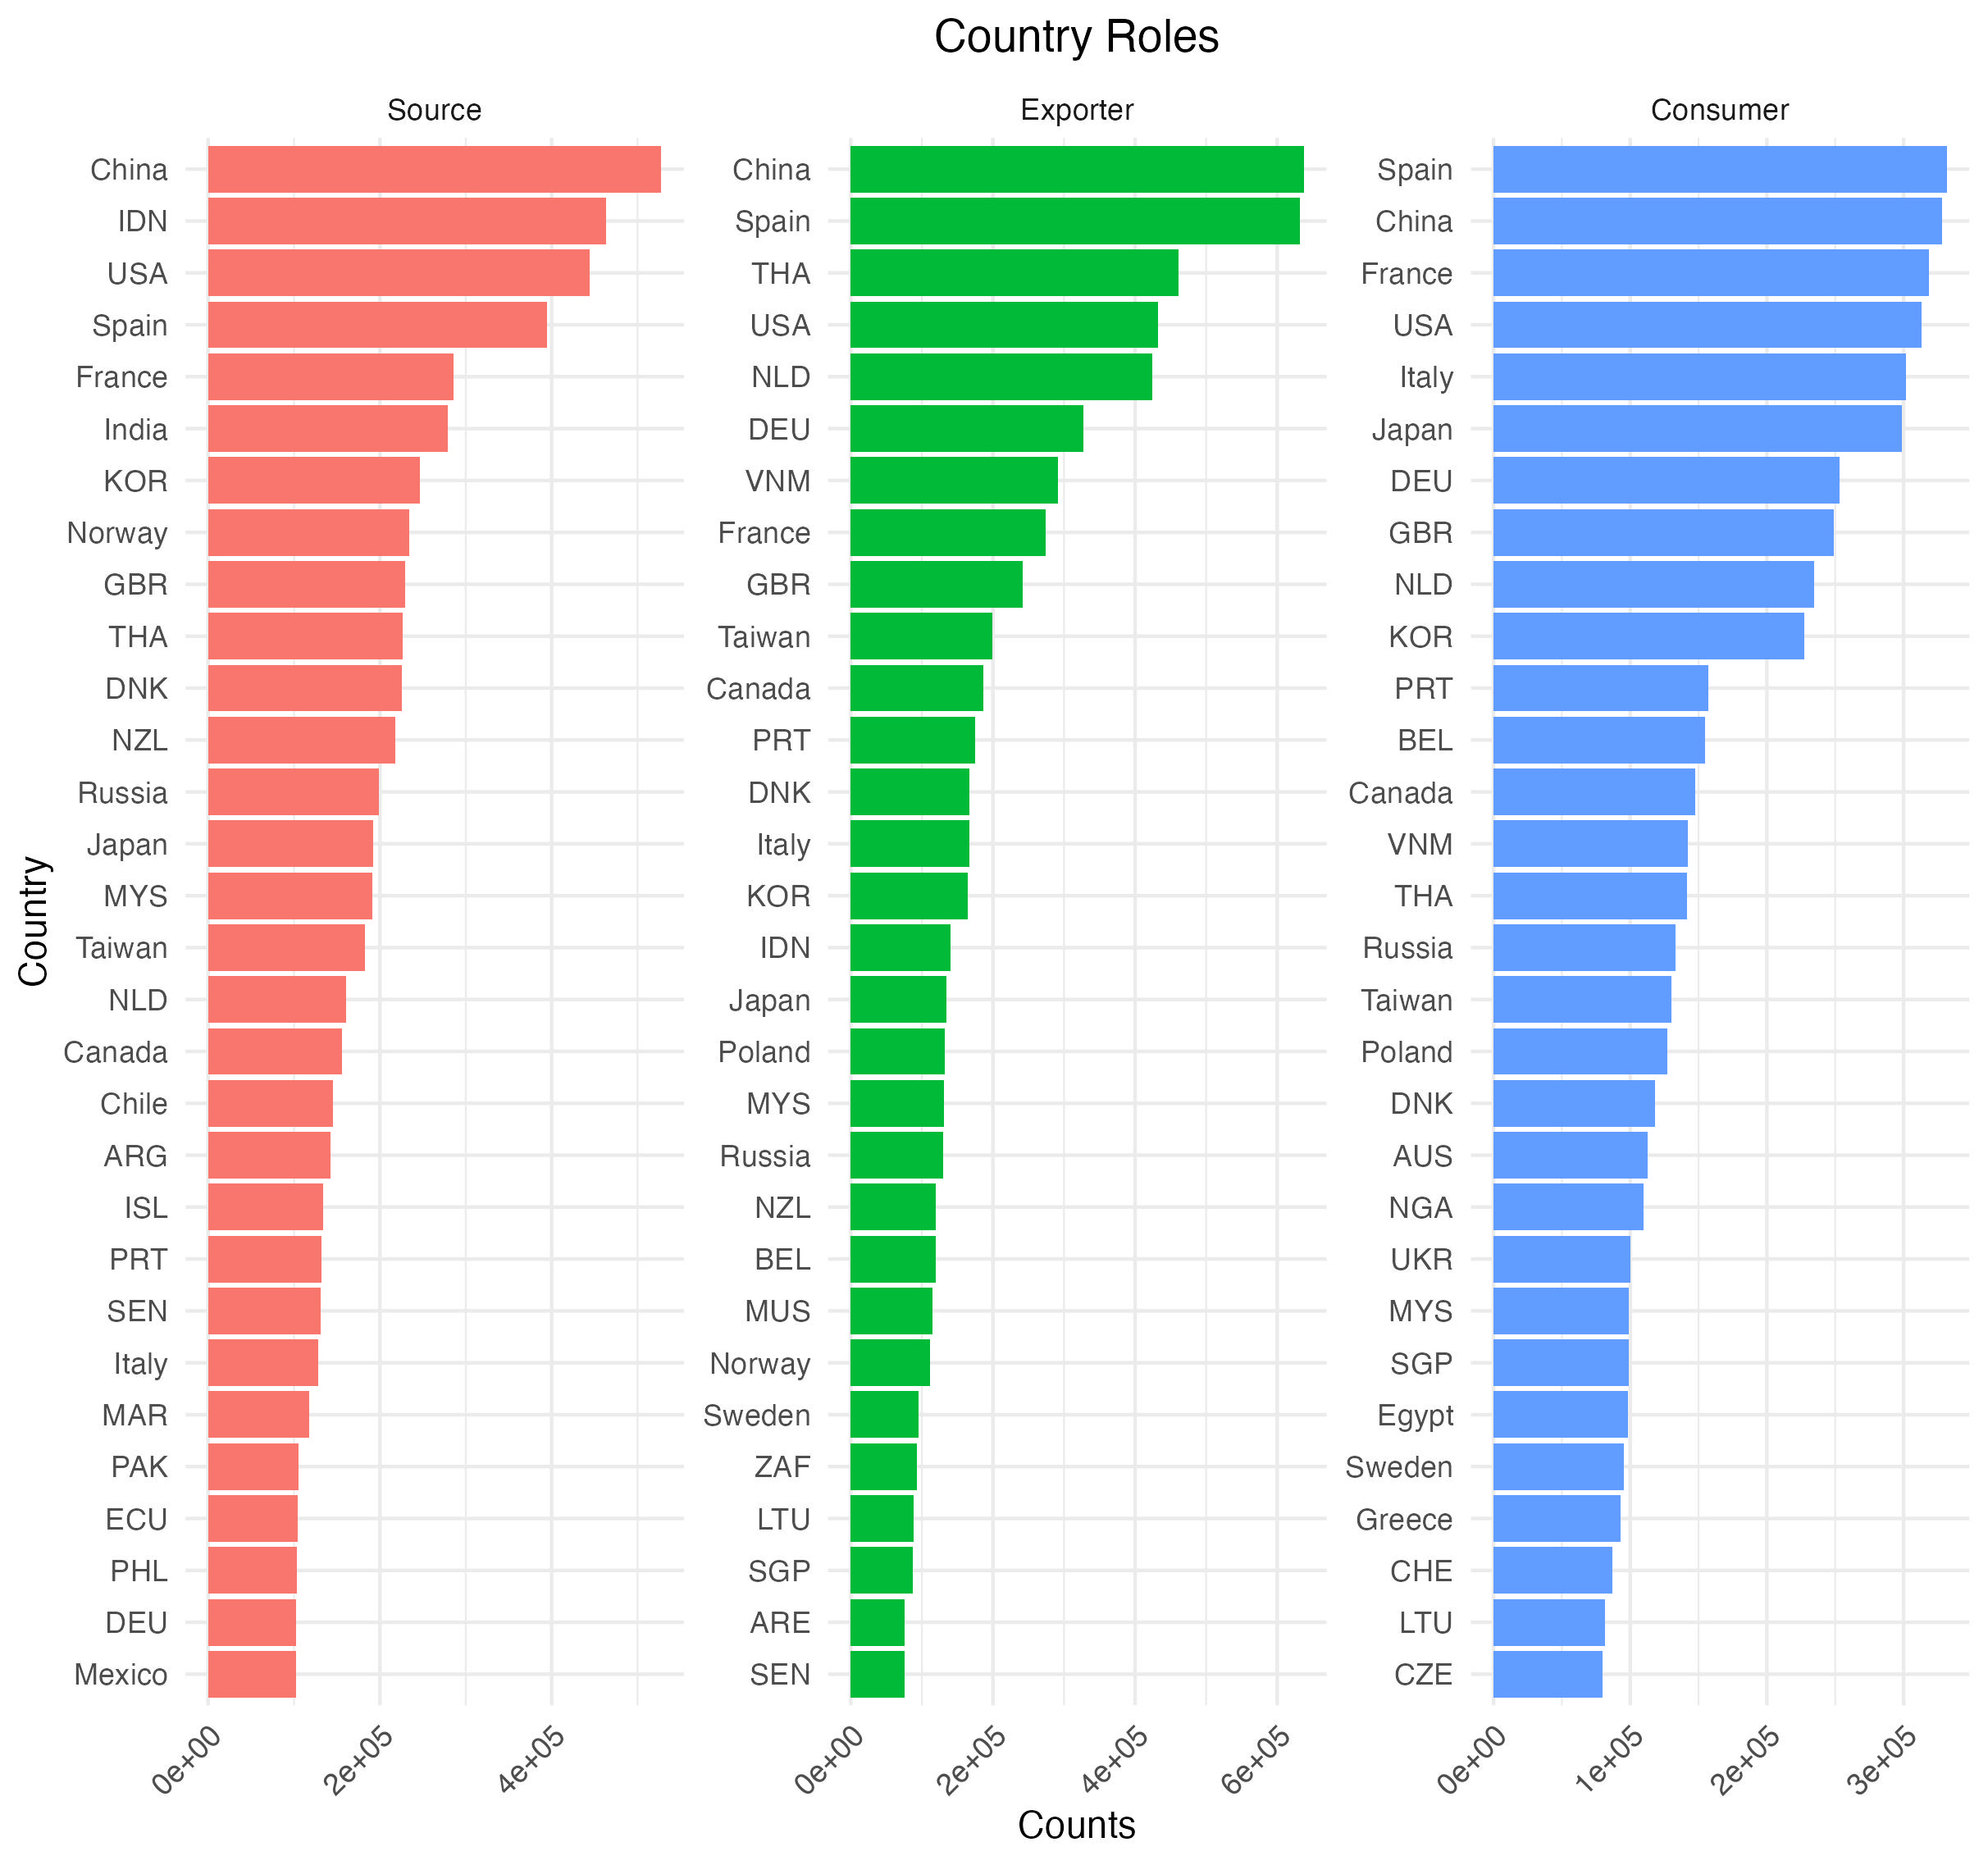 Country Roles
Source
Exporter
Consumer
Country
China
IDN
USA
Spain
France
India
KOR
Norway
GBR
THA
DNK
NZL
Russia
Japan
MYS
Taiwan
NLD
Canada
Chile
ARG
ISL
PRT
SEN
Italy
MAR
PAK
ECU
PHL
DEU
Mexico
0e+00
2e+05
4e+05
China
Spain
THA
USA
NLD
DEU
VNM
France
GBR
Taiwan
Canada
PRT
DNK
Italy
KOR
IDN
Japan
Poland
MYS
Russia
NZL
BEL
MUS
Norway
Sweden
ZAF
LTU
SGP
ARE
SEN
0e+00
2e+05
4e+05
6e+05
Spain
China
France
USA
Italy
Japan
DEU
GBR
NLD
KOR
PRT
BEL
Canada
VNM
THA
Russia
Taiwan
Poland
DNK
AUS
NGA
UKR
MYS
SGP
Egypt
Sweden
Greece
CHE
LTU
CZE
0e+00
1e+05
2e+05
3e+05
Counts